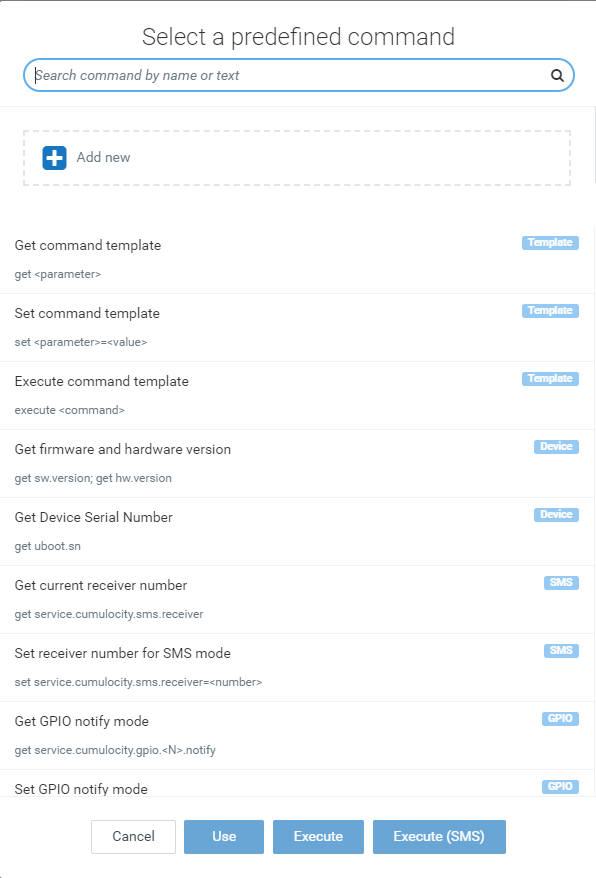 Select a predefined command
Search command by name or text
Add new
Get command template Template
get <parameter>
Set command template Template
set <parameter>=<value>
Execute command template Template
execute <command>
Get firmware and hardware version Device
get sw.version; get hw.version
Get Device Serial Number Device
get uboot.sn
Get current receiver number SMS
get service.cumulocity.sms.receiver
Set receiver number for SMS mode SMS
set service.cumulocity.sms.receiver=<number>
Get GPIO notify mode GPIO
get service.cumulocity.gpio.<N>.notify
Set GPIO notify mode GPIO
Cancel Use Execute Execute (SMS)